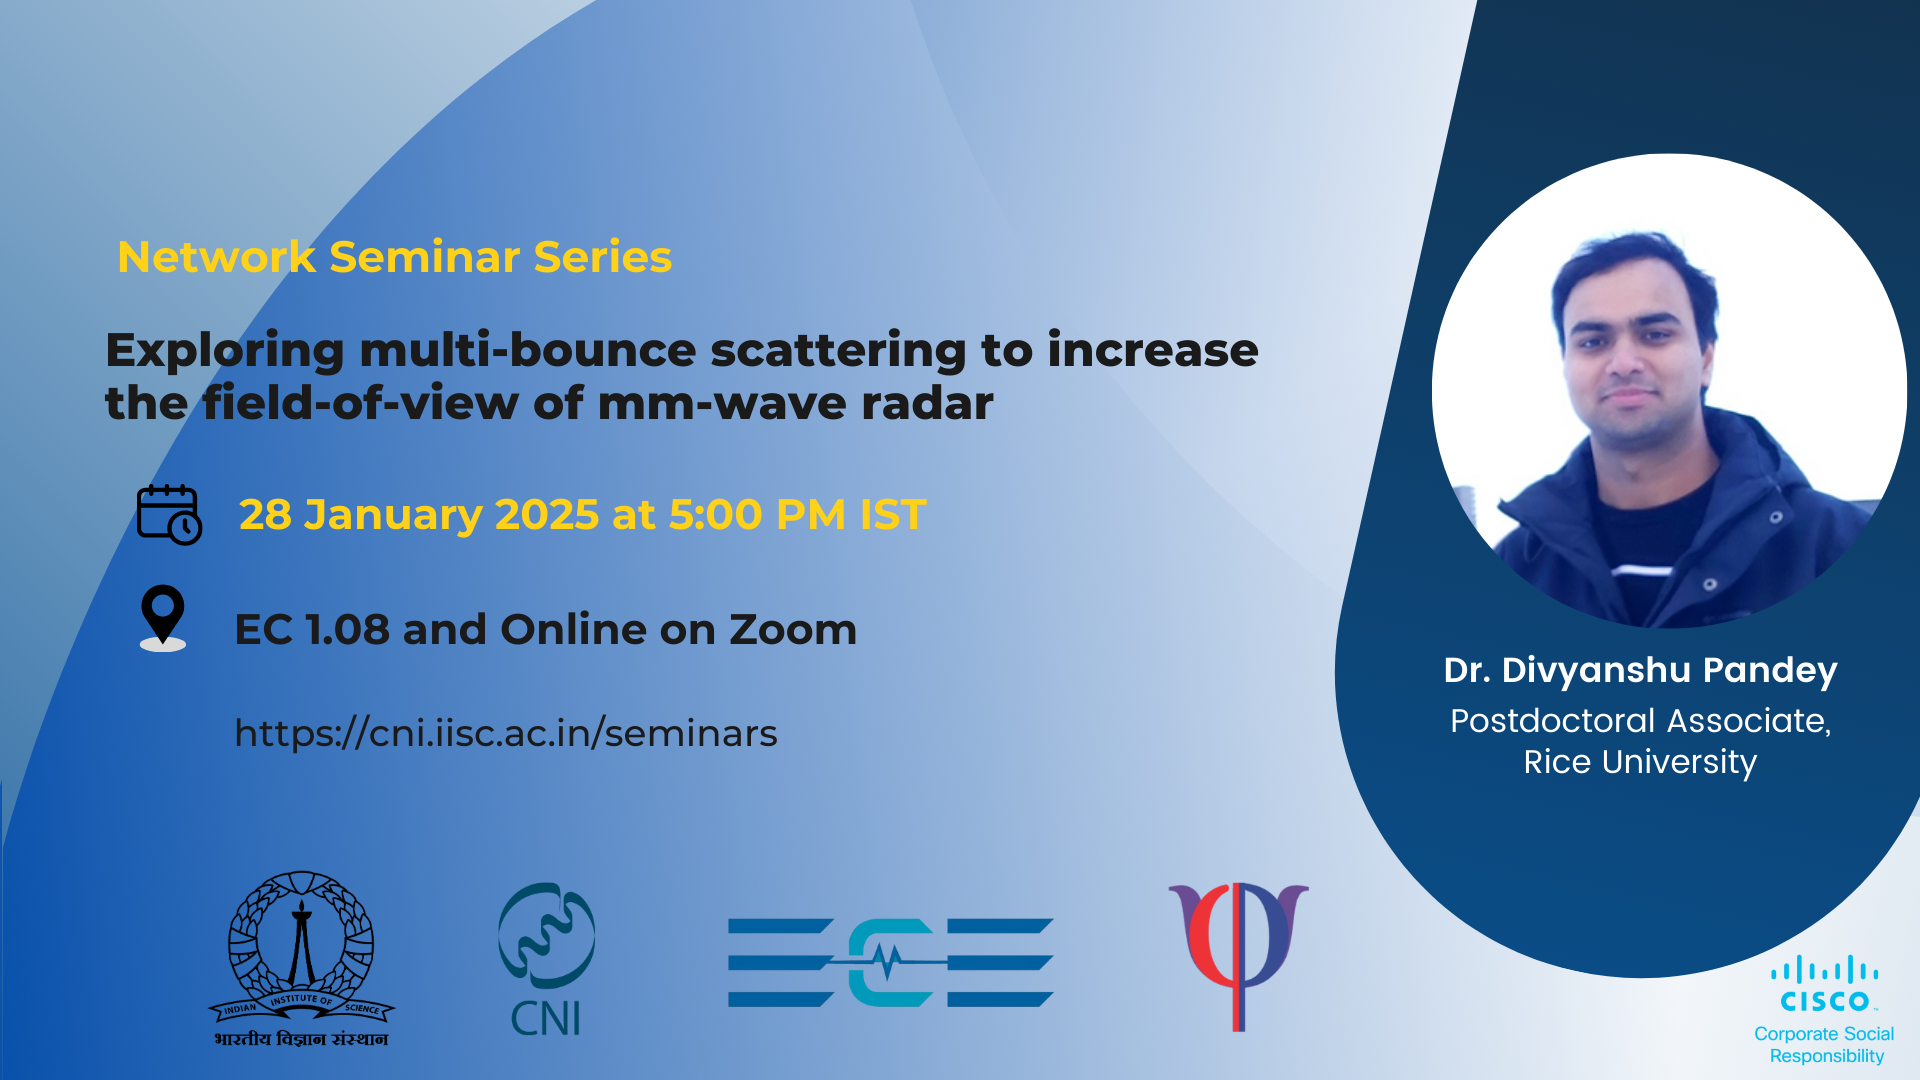 Network Seminar Series
Exploring multi-bounce scattering to increase
the field-of-view of mm-wave radar
28 January 2025 at 5:00 PM IST
EC 1.08 and Online on Zoom
https://cni.iisc.ac.in/seminars
Dr. Divyanshu Pandey
Postdoctoral Associate,
Rice University
INDIAN INSTITUTE OF SCIENCE
भारतीय विज्ञान संस्थान
CNI
ECE
CISCO
Corporate Social
Responsibility